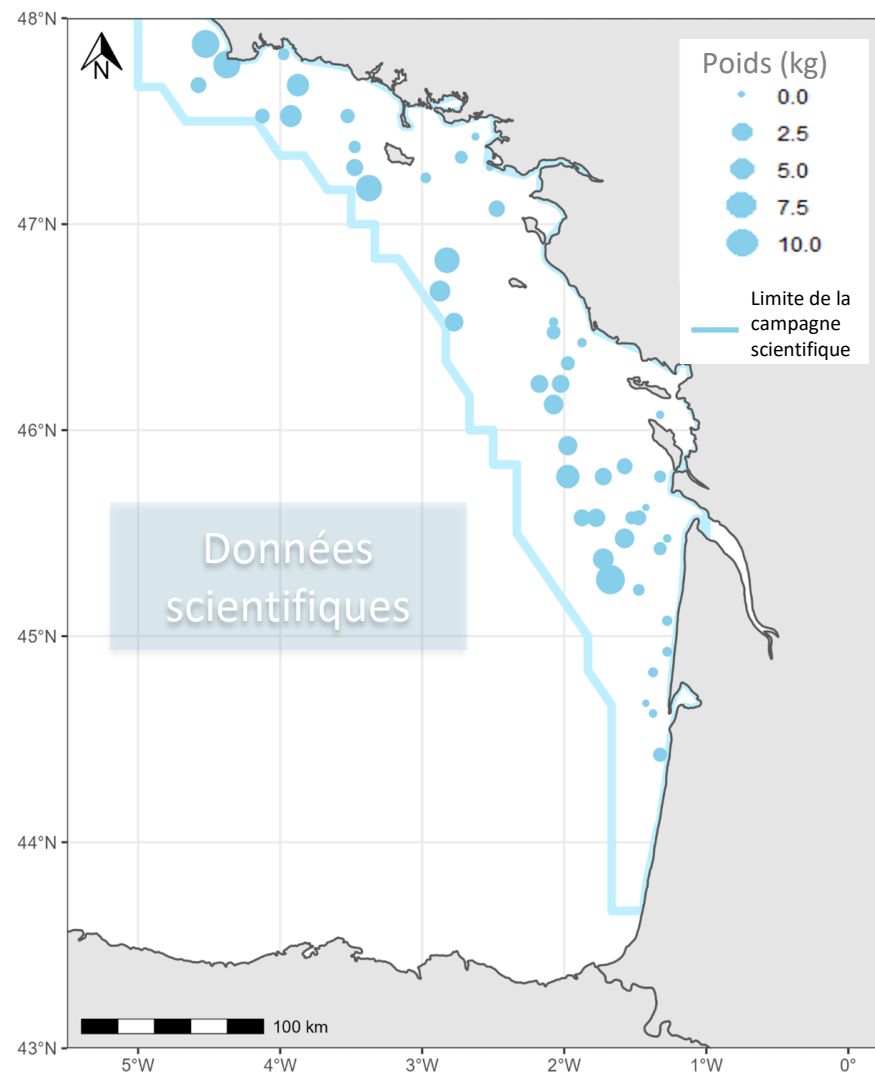 48°N
47°N
46°N
45°N
44°N
43°N
N
Poids (kg)
0.0
2.5
5.0
7.5
10.0
Limite de la
campagne
scientifique
Données
scientifiques
100 km
5°W
4°W
3°W
2°W
1°W
0°